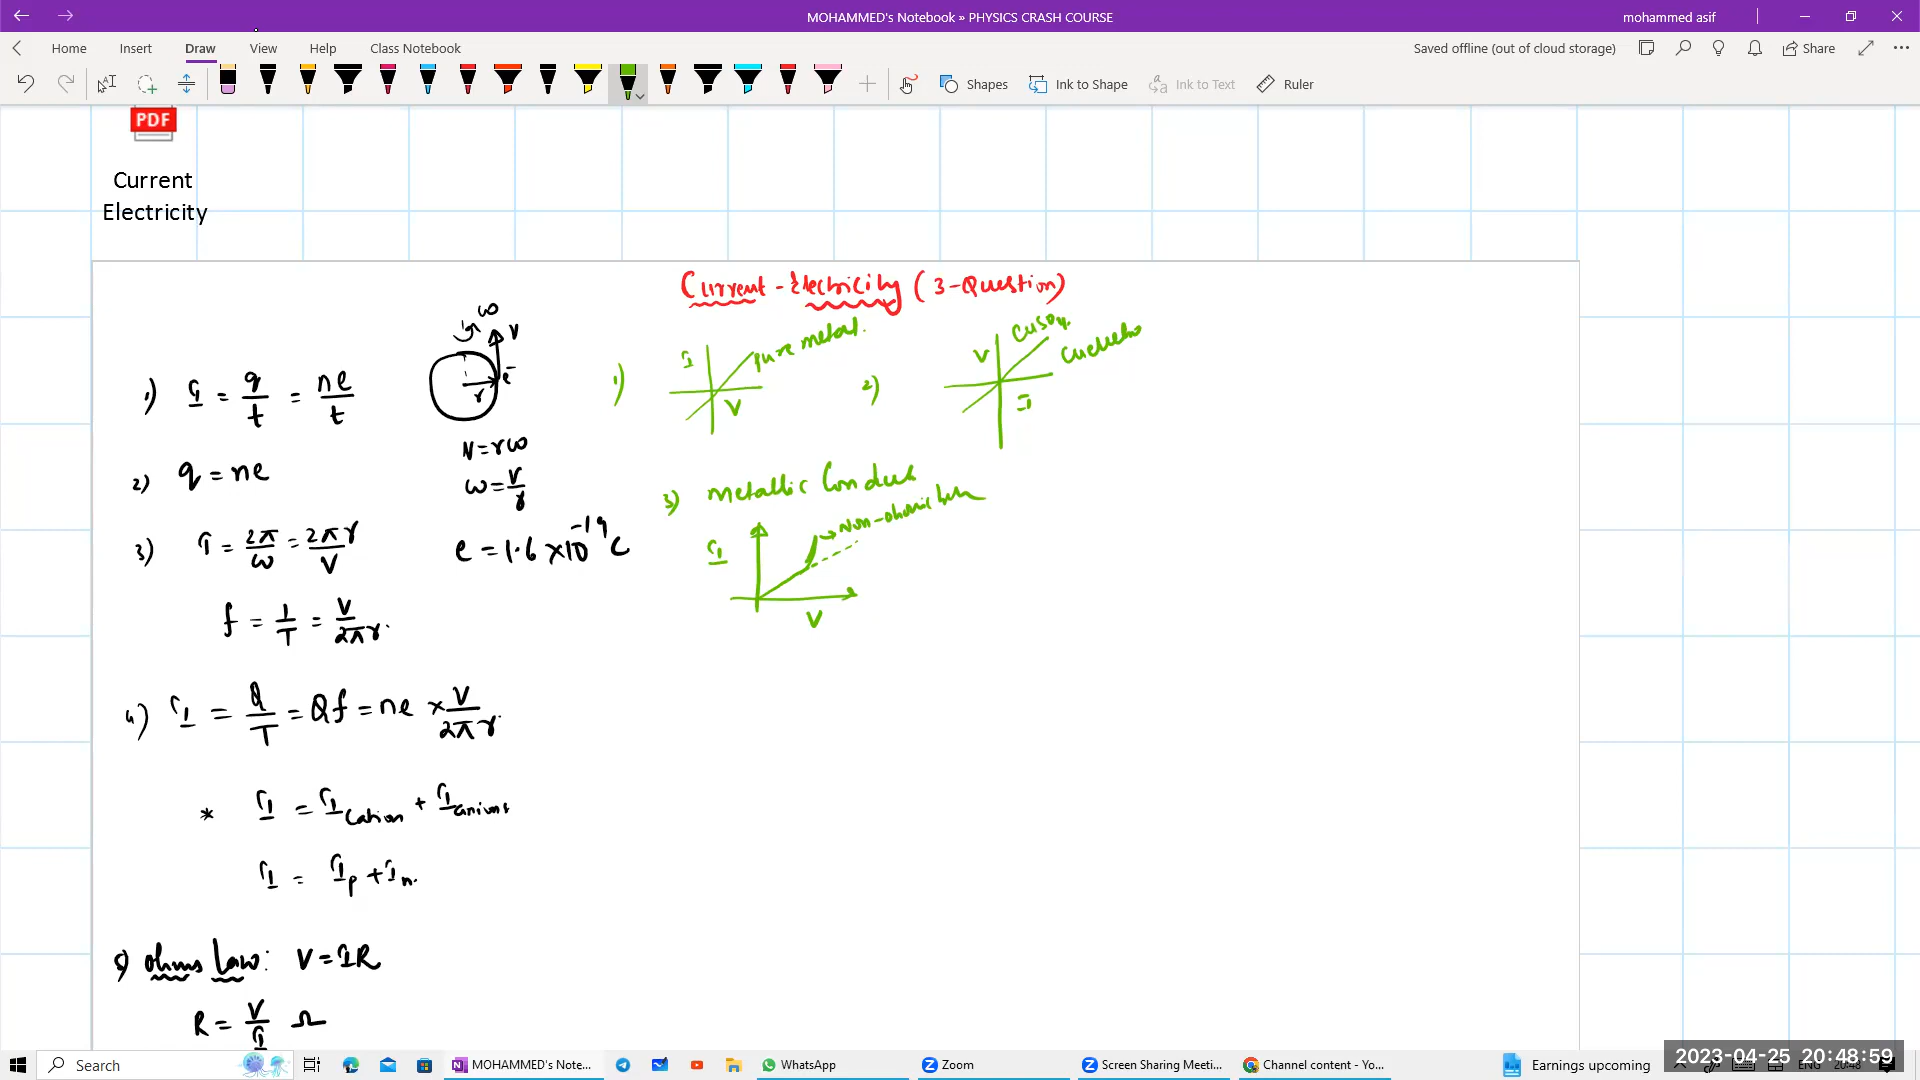 MOHAMMED's Notebook » PHYSICS CRASH COURSE
mohammed asif
Home Insert Draw View Help Class Notebook
Saved offline (out of cloud storage)
Share
Shapes Ink to Shape Ink to Text Ruler
PDF
Current
Electricity
Current - Electricity (3-Question)
1) I = q/t = ne/t
ω
V
e⁻
r
V = rω
ω = V/r
2) q = ne
3) T = 2π/ω = 2πr/V
e = 1.6 × 10⁻¹⁹ C
f = 1/T = V/2πr.
4) I = Q/T = Qf = ne × V/2πr.
* I = I cation +
I = Ip + In.
5) ohms Law: V = IR
R = V/I Ω
1) I pure metal.
V
2) V CuSO4.
I
3) metallic
Non-ohmic
I
V
Search
MOHAMMED's Note...
WhatsApp
Zoom
Screen Sharing Meeti...
Channel content - Yo...
Earnings upcoming
ENG
20:48
2023-04-25 20:48:59